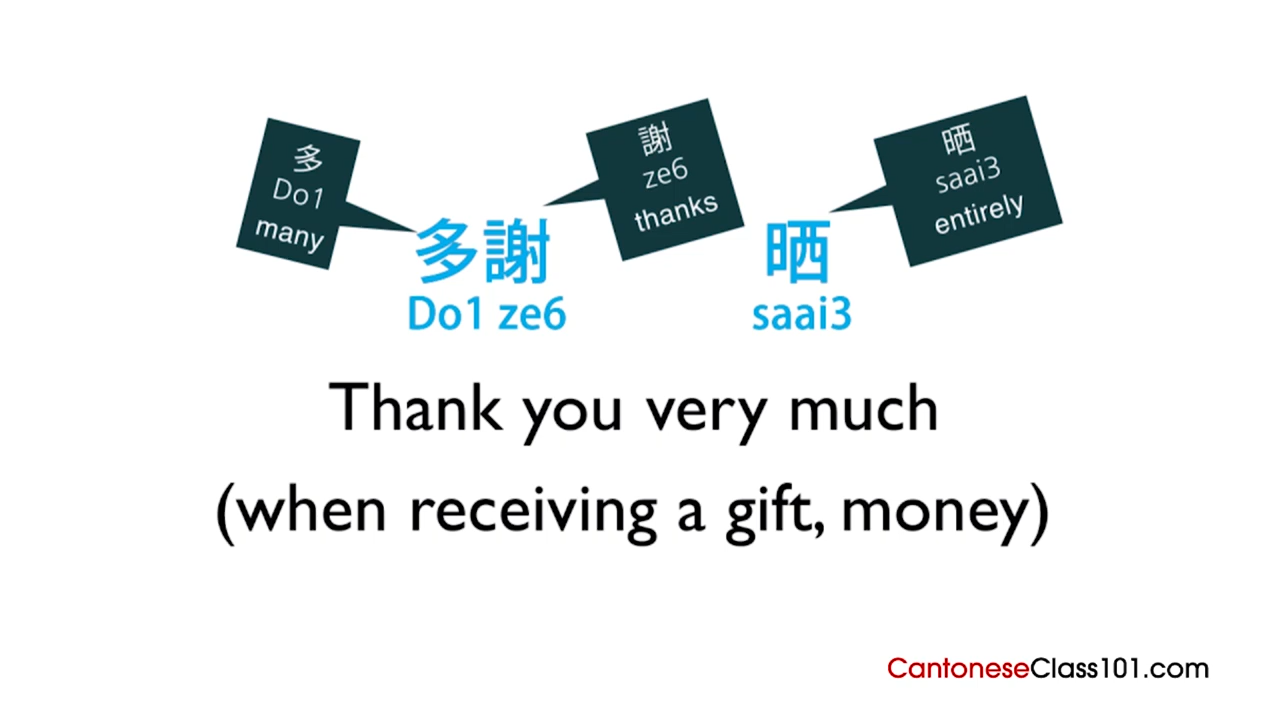 多
Do1
many
謝
ze6
thanks
晒
saai3
entirely
多謝 晒
Do1 ze6 saai3
Thank you very much
(when receiving a gift, money)
CantoneseClass101.com